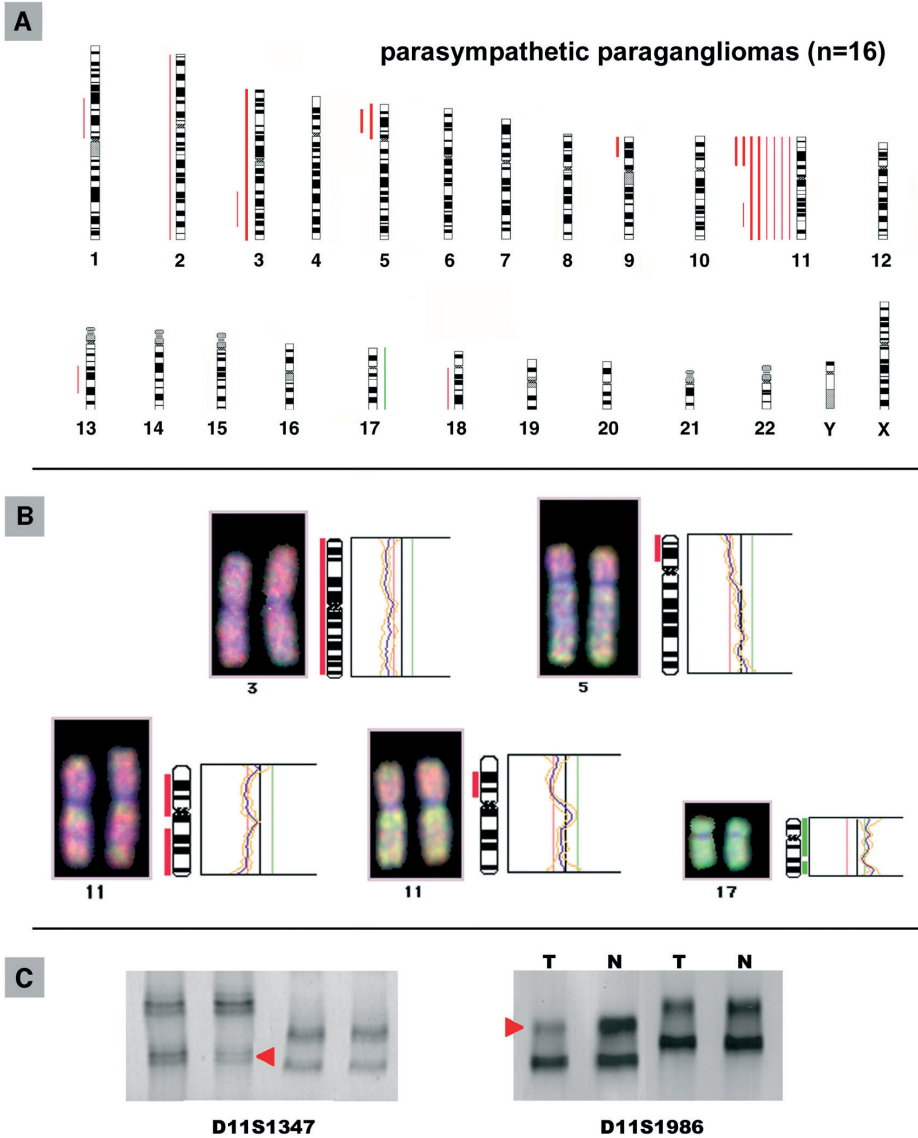 A
parasympathetic paragangliomas (n=16)
1 2 3 4 5 6 7 8 9 10 11 12
13 14 15 16 17 18 19 20 21 22 Y X
B
3 5
11 11 17
C
T N T N
D11S1347 D11S1986